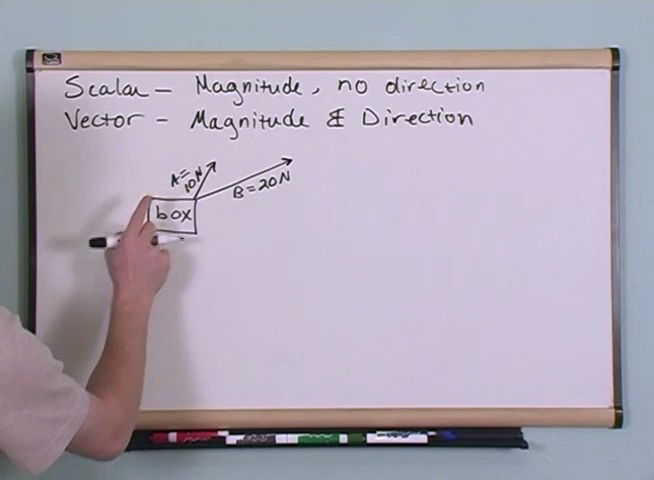 Scalar — Magnitude, no direction
Vector - Magnitude & Direction
A=
10N
B=20N
box